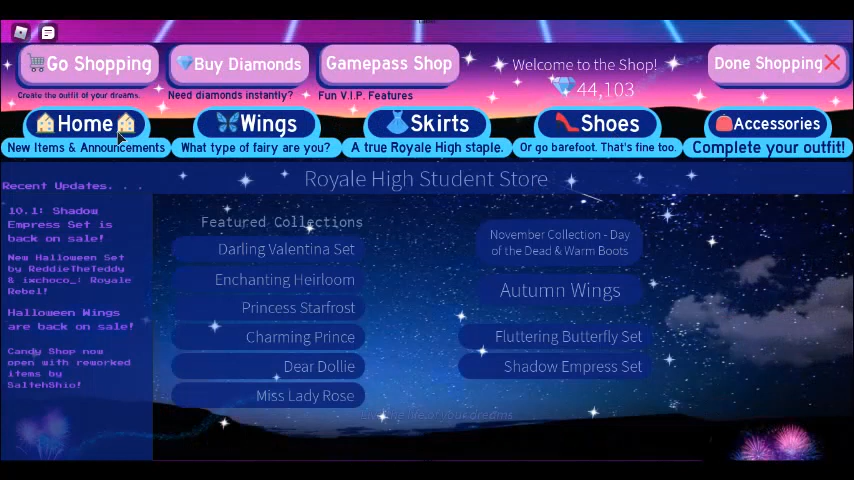 Go Shopping
Buy Diamonds
Gamepass Shop
Welcome to the Shop!
Done Shopping
44,103
Create the outfit of your dreams.
Need diamonds instantly?
Fun V.I.P. Features
Home
Wings
Skirts
Shoes
Accessories
New Items & Announcements
What type of fairy are you?
A true Royale High staple.
Or go barefoot. That's fine too.
Complete your outfit!
Royale High Student Store
Recent Updates. . .
10.1: Shadow
Empress Set is
back on sale!
New Halloween Set
by ReddieTheTeddy
& ixchoco_: Royale
Rebel!
Halloween Wings
are back on sale!
Candy Shop now
open with reworked
items by
SaltehShio!
Featured Collections
Darling Valentina Set
Enchanting Heirloom
Princess Starfrost
Charming Prince
Dear Dollie
Miss Lady Rose
November Collection - Day
of the Dead & Warm Boots
Autumn Wings
Fluttering Butterfly Set
Shadow Empress Set
the life of your dreams